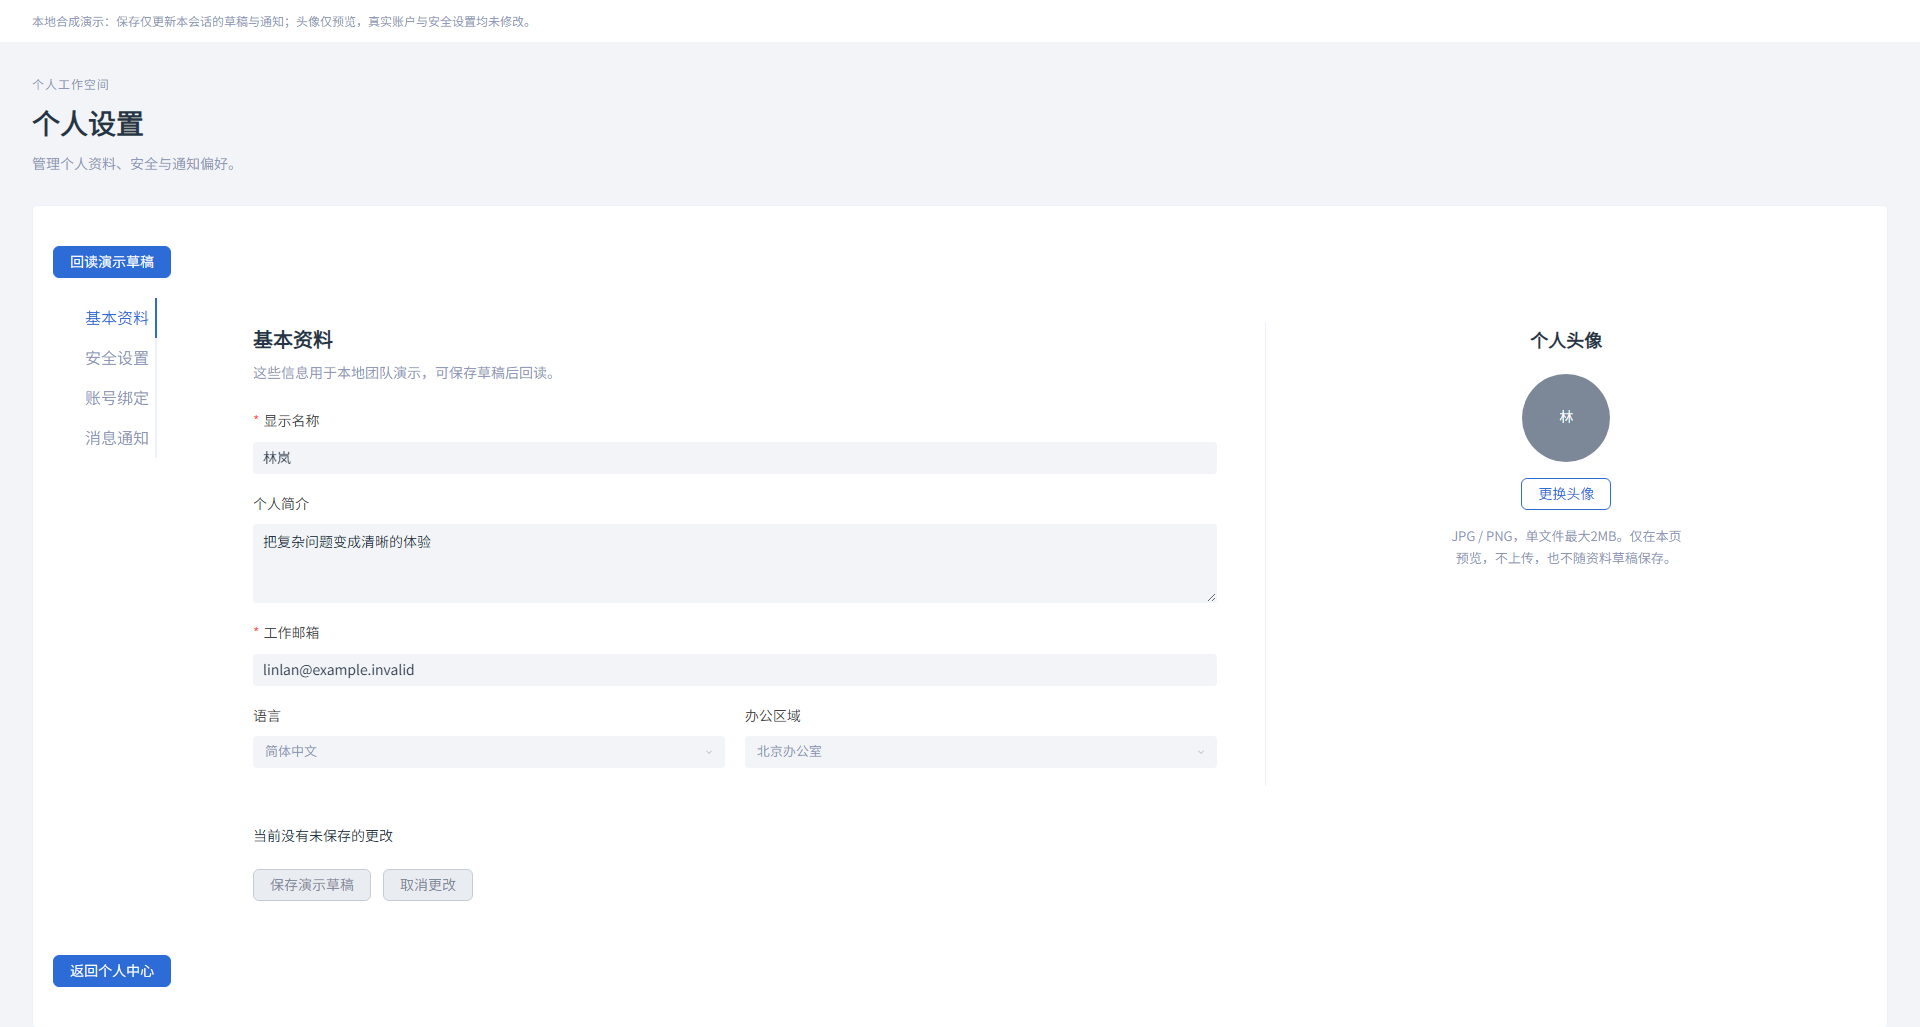 本地合成演示：保存仅更新本会话的草稿与通知；头像仅预览，真实账户与安全设置均未修改。
个人工作空间
个人设置
管理个人资料、安全与通知偏好。
回读演示草稿
基本资料
安全设置
账号绑定
消息通知
基本资料
这些信息用于本地团队演示，可保存草稿后回读。
* 显示名称
林岚
个人简介
把复杂问题变成清晰的体验
* 工作邮箱
linlan@example.invalid
语言
办公区域
简体中文
北京办公室
当前没有未保存的更改
保存演示草稿
取消更改
个人头像
林
更换头像
JPG / PNG，单文件最大2MB。仅在本页
预览，不上传，也不随资料草稿保存。
返回个人中心